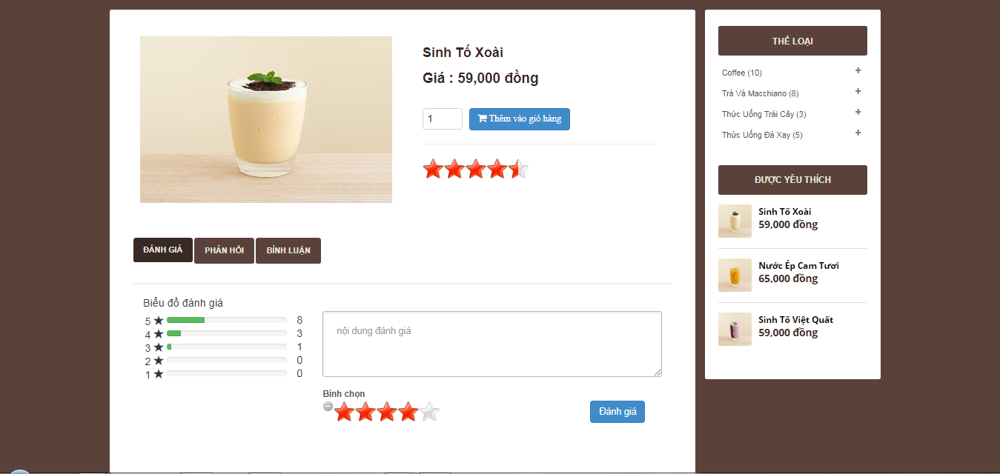 Sinh Tố Xoài
Giá : 59,000 đồng
1
Thêm vào giỏ hàng
ĐÁNH GIÁ
PHẢN HỒI
BÌNH LUẬN
Biểu đồ đánh giá
5 ★ 8
4 ★ 3
3 ★ 1
2 ★ 0
1 ★ 0
nội dung đánh giá
Bình chọn
Đánh giá
THỂ LOẠI
Coffee (10) +
Trà Và Macchiano (8) +
Thức Uống Trái Cây (3) +
Thức Uống Đá Xay (5) +
ĐƯỢC YÊU THÍCH
Sinh Tố Xoài
59,000 đồng
Nước Ép Cam Tươi
65,000 đồng
Sinh Tố Việt Quất
59,000 đồng